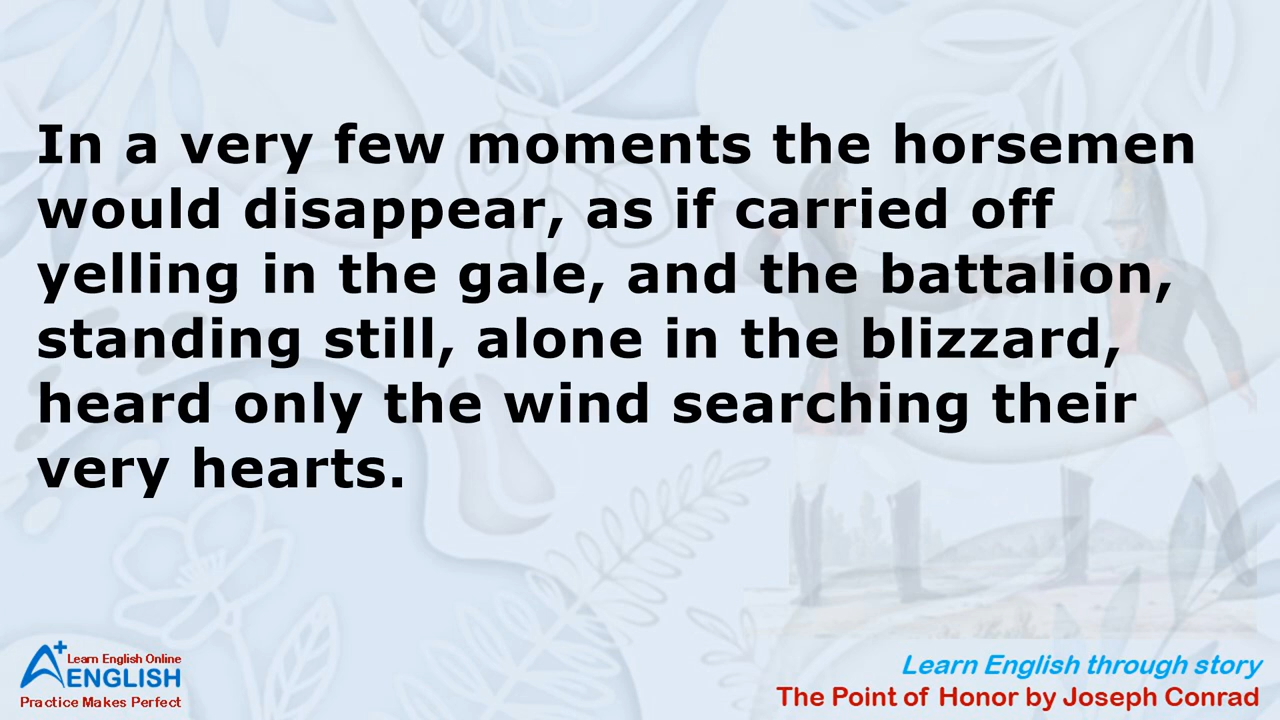 In a very few moments the horsemen
would disappear, as if carried off
yelling in the gale, and the battalion,
standing still, alone in the blizzard,
heard only the wind searching their
very hearts.
A+ Learn English Online
ENGLISH
Practice Makes Perfect
Learn English through story
The Point of Honor by Joseph Conrad